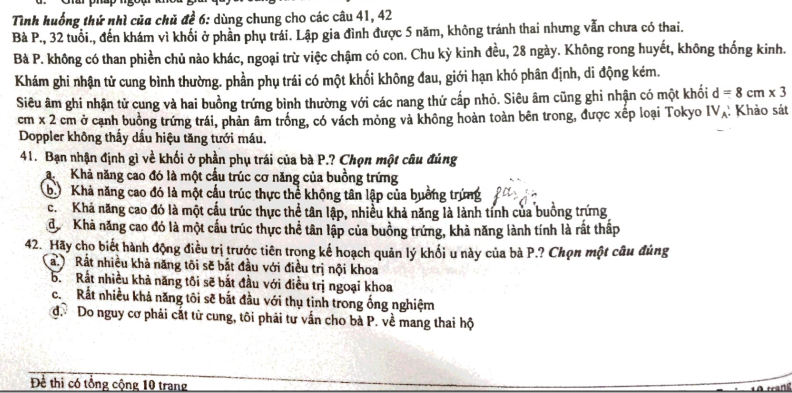 Tình huống thứ nhì của chủ đề 6: dùng chung cho các câu 41, 42
Bà P., 32 tuổi., đến khám vì khối ở phần phụ trái. Lập gia đình được 5 năm, không tránh thai nhưng vẫn chưa có thai.
Bà P. không có than phiền chủ nào khác, ngoại trừ việc chậm có con. Chu kỳ kinh đều, 28 ngày. Không rong huyết, không thống kinh.
Khám ghi nhận tử cung bình thường. phần phụ trái có một khối không đau, giới hạn khó phân định, di động kém.
Siêu âm ghi nhận tử cung và hai buồng trứng bình thường với các nang thứ cấp nhỏ. Siêu âm cũng ghi nhận có một khối d = 8 cm x 3
cm x 2 cm ở cạnh buồng trứng trái, phản âm trống, có vách mỏng và không hoàn toàn bên trong, được xếp loại Tokyo IV A. Khảo sát
Doppler không thấy dấu hiệu tăng tưới máu.
41. Bạn nhận định gì về khối ở phần phụ trái của bà P.? Chọn một câu đúng
a. Khả năng cao đó là một cấu trúc cơ năng của buồng trứng
b. Khả năng cao đó là một cấu trúc thực thể không tân lập của buồng trứng
c. Khả năng cao đó là một cấu trúc thực thể tân lập, nhiều khả năng là lành tính của buồng trứng
d. Khả năng cao đó là một cấu trúc thực thể tân lập của buồng trứng, khả năng lành tính là rất thấp
42. Hãy cho biết hành động điều trị trước tiên trong kế hoạch quản lý khối u này của bà P.? Chọn một câu đúng
a. Rất nhiều khả năng tôi sẽ bắt đầu với điều trị nội khoa
b. Rất nhiều khả năng tôi sẽ bắt đầu với điều trị ngoại khoa
c. Rất nhiều khả năng tôi sẽ bắt đầu với thụ tinh trong ống nghiệm
d. Do nguy cơ phải cắt tử cung, tôi phải tư vấn cho bà P. về mang thai hộ
Đề thi có tổng cộng 10 trang